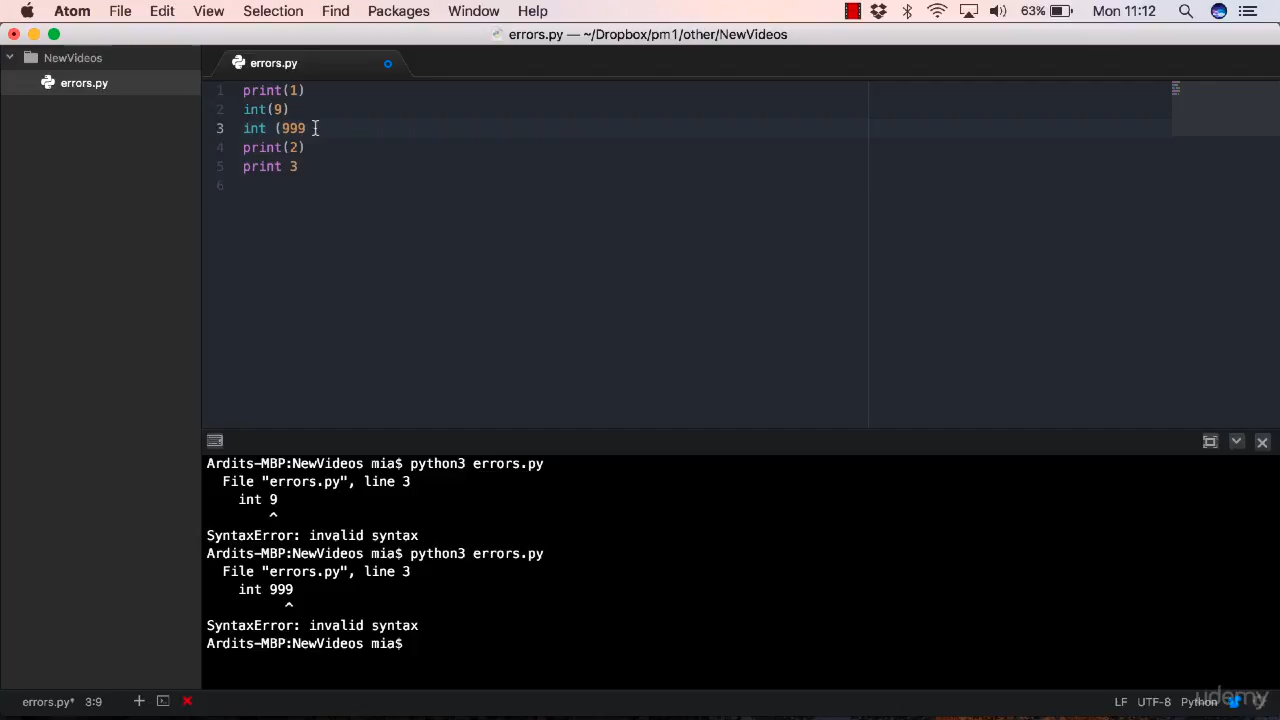 Atom File Edit View Selection Find Packages Window Help 63% Mon 11:12
errors.py — ~/Dropbox/pm1/other/NewVideos
NewVideos
errors.py
errors.py
1 print(1)
2 int(9)
3 int (999
4 print(2)
5 print 3
6
Ardits-MBP:NewVideos mia$ python3 errors.py
File "errors.py", line 3
int 9
^
SyntaxError: invalid syntax
Ardits-MBP:NewVideos mia$ python3 errors.py
File "errors.py", line 3
int 999
^
SyntaxError: invalid syntax
Ardits-MBP:NewVideos mia$
errors.py* 3:9 LF UTF-8 Python
udemy